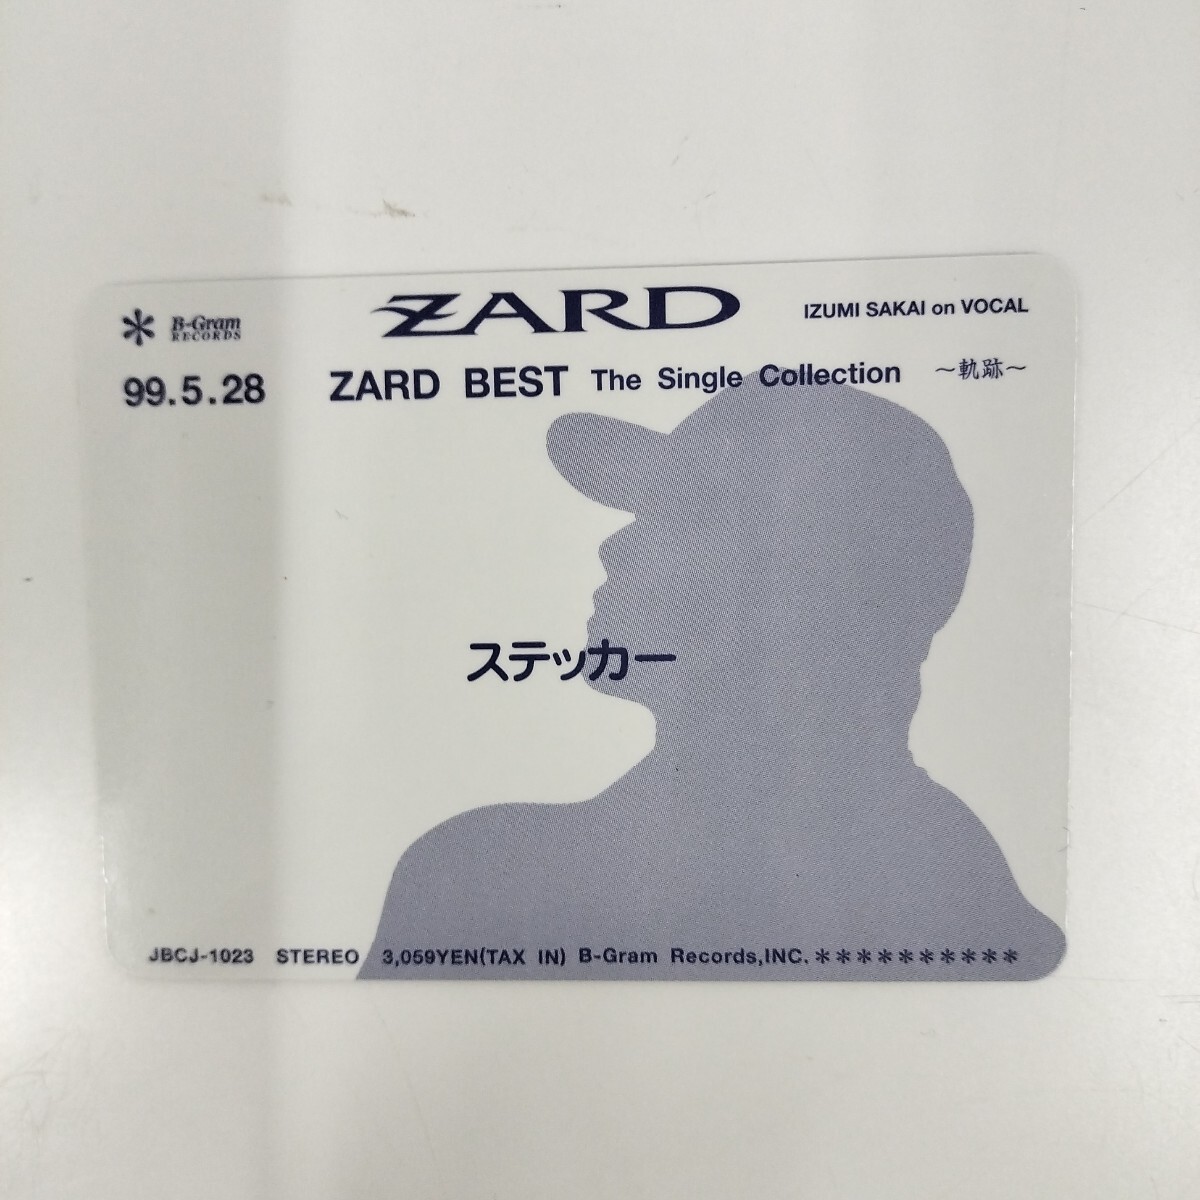 B-Gram RECORDS
ZARD
IZUMI SAKAI on VOCAL
99.5.28
ZARD BEST The Single Collection ～軌跡～
ステッカー
JBCJ-1023 STEREO 3,059YEN(TAX IN) B-Gram Records,INC.＊＊＊＊＊＊＊＊＊＊